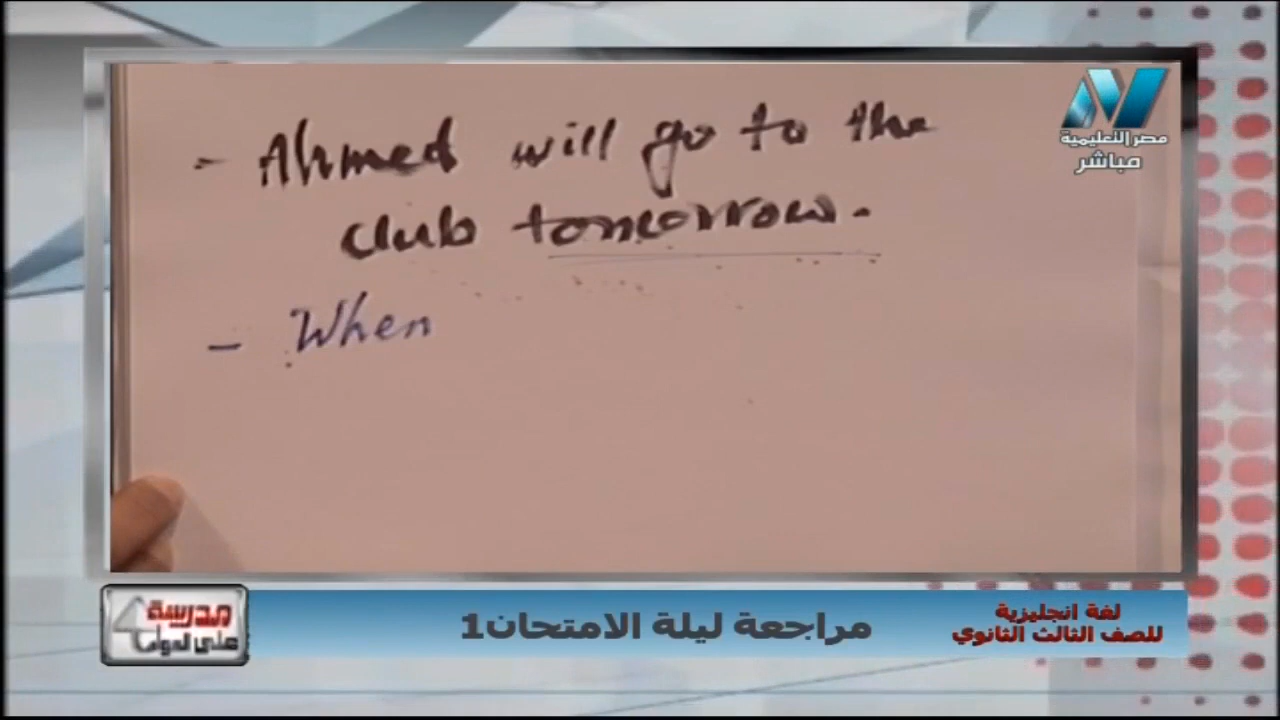 - Ahmed will go to the
club tomorrow.
- When
مصر التعليمية
مباشر
مدرسة
على الهواء
مراجعة ليلة الامتحان1
لغة انجليزية
للصف الثالث الثانوي